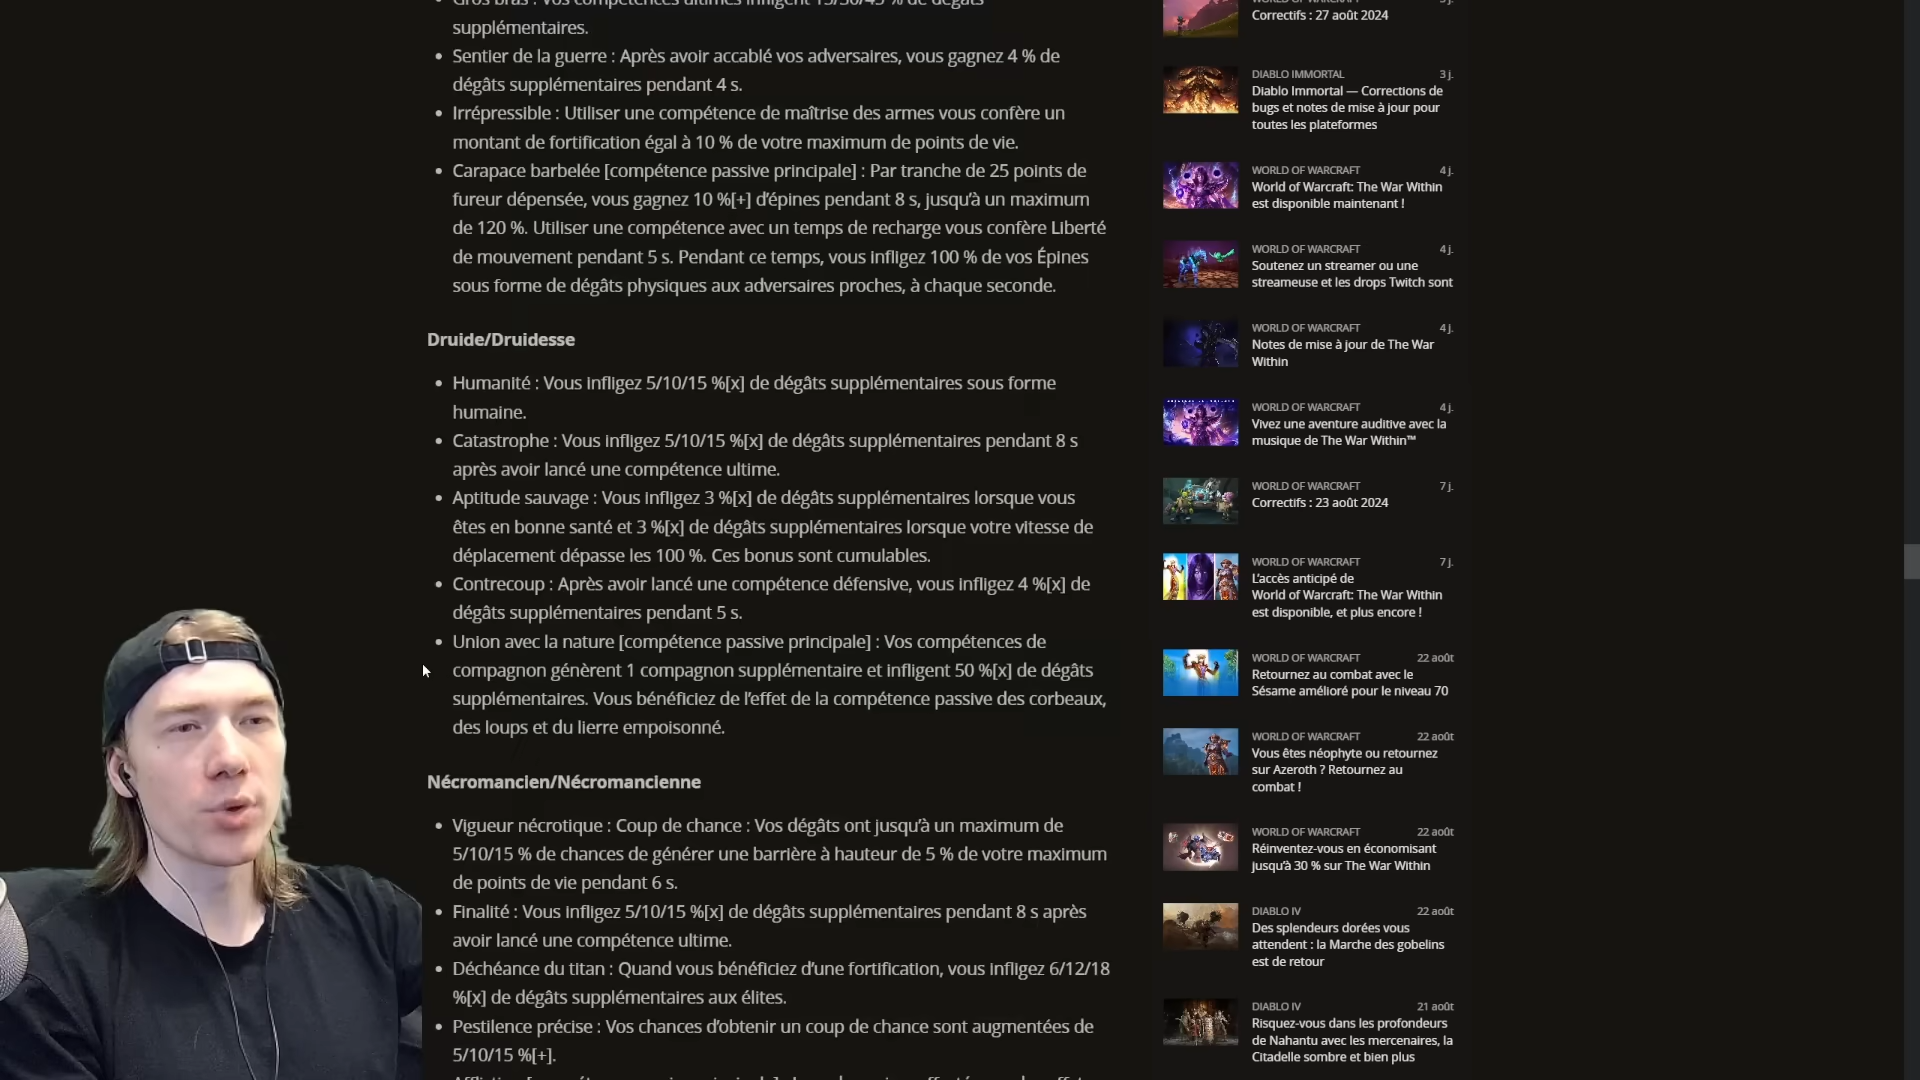 Gros bras : Vos compétences ultimes infligent 15/30/45 % de dégâts
supplémentaires.
Sentier de la guerre : Après avoir accablé vos adversaires, vous gagnez 4 % de
dégâts supplémentaires pendant 4 s.
Irrépressible : Utiliser une compétence de maîtrise des armes vous confère un
montant de fortification égal à 10 % de votre maximum de points de vie.
Carapace barbelée [compétence passive principale] : Par tranche de 25 points de
fureur dépensée, vous gagnez 10 %[+] d’épines pendant 8 s, jusqu’à un maximum
de 120 %. Utiliser une compétence avec un temps de recharge vous confère Liberté
de mouvement pendant 5 s. Pendant ce temps, vous infligez 100 % de vos Épines
sous forme de dégâts physiques aux adversaires proches, à chaque seconde.
Druide/Druidesse
Humanité : Vous infligez 5/10/15 %[x] de dégâts supplémentaires sous forme
humaine.
Catastrophe : Vous infligez 5/10/15 %[x] de dégâts supplémentaires pendant 8 s
après avoir lancé une compétence ultime.
Aptitude sauvage : Vous infligez 3 %[x] de dégâts supplémentaires lorsque vous
êtes en bonne santé et 3 %[x] de dégâts supplémentaires lorsque votre vitesse de
déplacement dépasse les 100 %. Ces bonus sont cumulables.
Contrecoup : Après avoir lancé une compétence défensive, vous infligez 4 %[x] de
dégâts supplémentaires pendant 5 s.
Union avec la nature [compétence passive principale] : Vos compétences de
compagnon génèrent 1 compagnon supplémentaire et infligent 50 %[x] de dégâts
supplémentaires. Vous bénéficiez de l’effet de la compétence passive des corbeaux,
des loups et du lierre empoisonné.
Nécromancien/Nécromancienne
Vigueur nécrotique : Coup de chance : Vos dégâts ont jusqu’à un maximum de
5/10/15 % de chances de générer une barrière à hauteur de 5 % de votre maximum
de points de vie pendant 6 s.
Finalité : Vous infligez 5/10/15 %[x] de dégâts supplémentaires pendant 8 s après
avoir lancé une compétence ultime.
Déchéance du titan : Quand vous bénéficiez d’une fortification, vous infligez 6/12/18
%[x] de dégâts supplémentaires aux élites.
Pestilence précise : Vos chances d’obtenir un coup de chance sont augmentées de
5/10/15 %[+].
WORLD OF WARCRAFT
Correctifs : 27 août 2024
DIABLO IMMORTAL 3 j.
Diablo Immortal — Corrections de
bugs et notes de mise à jour pour
toutes les plateformes
WORLD OF WARCRAFT 4 j.
World of Warcraft: The War Within
est disponible maintenant !
WORLD OF WARCRAFT 4 j.
Soutenez un streamer ou une
streameuse et les drops Twitch sont
WORLD OF WARCRAFT 4 j.
Notes de mise à jour de The War
Within
WORLD OF WARCRAFT 4 j.
Vivez une aventure auditive avec la
musique de The War Within™
WORLD OF WARCRAFT 7 j.
Correctifs : 23 août 2024
WORLD OF WARCRAFT 7 j.
L’accès anticipé de
World of Warcraft: The War Within
est disponible, et plus encore !
WORLD OF WARCRAFT 22 août
Retournez au combat avec le
Sésame amélioré pour le niveau 70
WORLD OF WARCRAFT 22 août
Vous êtes néophyte ou retournez
sur Azeroth ? Retournez au
combat !
WORLD OF WARCRAFT 22 août
Réinventez-vous en économisant
jusqu’à 30 % sur The War Within
DIABLO IV 22 août
Des splendeurs dorées vous
attendent : la Marche des gobelins
est de retour
DIABLO IV 21 août
Risquez-vous dans les profondeurs
de Nahantu avec les mercenaires, la
Citadelle sombre et bien plus